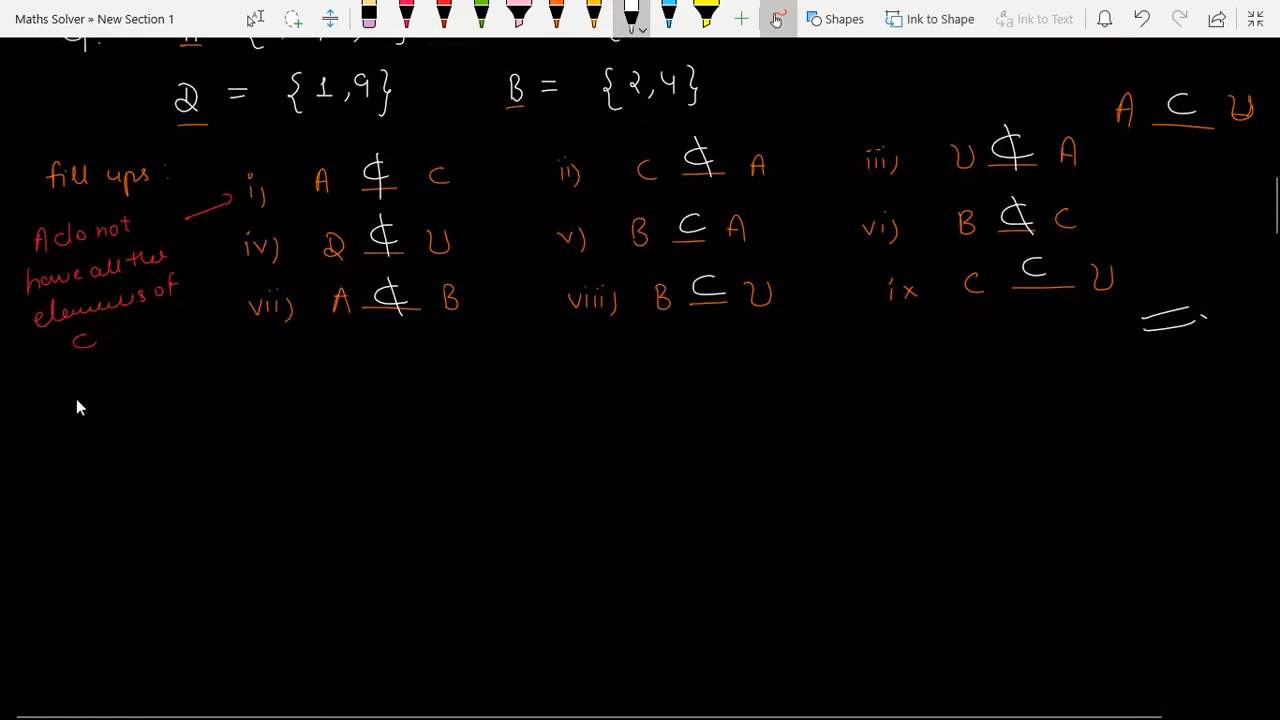 Maths Solver » New Section 1
Shapes Ink to Shape Ink to Text
D = {1,9} B = {2,4}
A ⊂ U
fill ups :
i) A ⊄ C ii) C ⊄ A iii) U ⊄ A
iv) D ⊄ U v) B ⊂ A vi) B ⊄ C
vii) A ⊄ B viii) B ⊂ U ix C ⊂ U
A do not
have all the
elements of
C